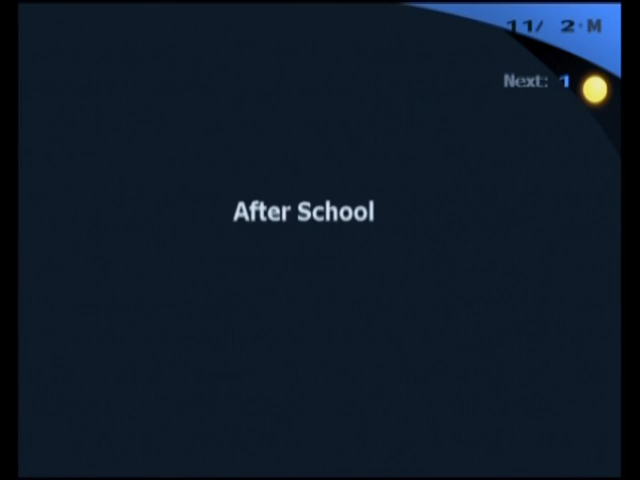 11/ 2・M
Next: 1
After School